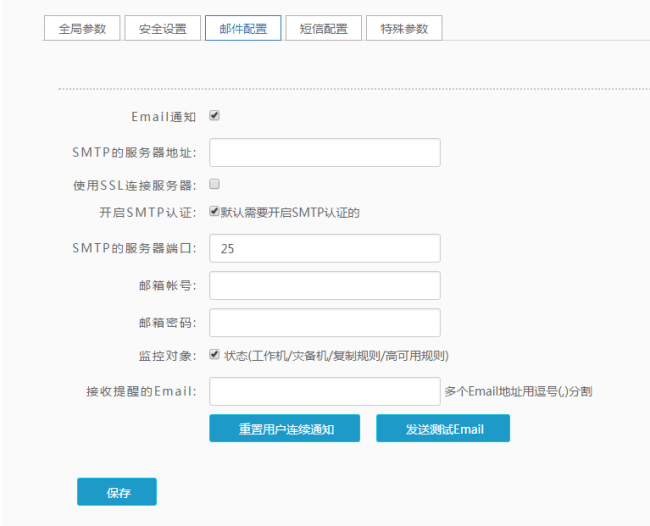 全局参数 安全设置 邮件配置 短信配置 特殊参数
Email通知
SMTP的服务器地址:
使用SSL连接服务器:
开启SMTP认证: 默认需要开启SMTP认证的
SMTP的服务器端口: 25
邮箱帐号:
邮箱密码:
监控对象: 状态(工作机/灾备机/复制规则/高可用规则)
接收提醒的Email: 多个Email地址用逗号(,)分割
重置用户连续通知 发送测试Email
保存